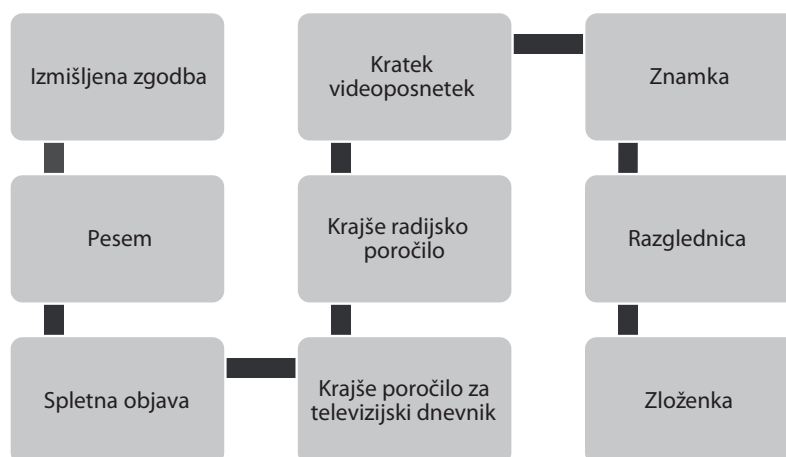 Izmišljena zgodba
Pesem
Spletna objava
Krajše poročilo za
televizijski dnevnik
Krajše radijsko
poročilo
Kratek
videoposnetek
Znamka
Razglednica
Zloženka